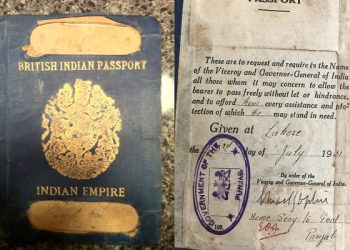 BRITISH INDIAN PASSPORT
INDIAN EMPIRE
PASSPORT
These are to request and require in the Name
of the Viceroy and Governor-General of India
all those whom it may concern to allow the
bearer to pass freely without let or hindrance,
and to afford him every assistance and pro-
tection of which he may stand in need.
Given at Lahore
the day of July 1931
By order of the
Viceroy and Governor-General of India.
GOVERNMENT OF THE PUNJAB
Home Secy to Govt
Punjab